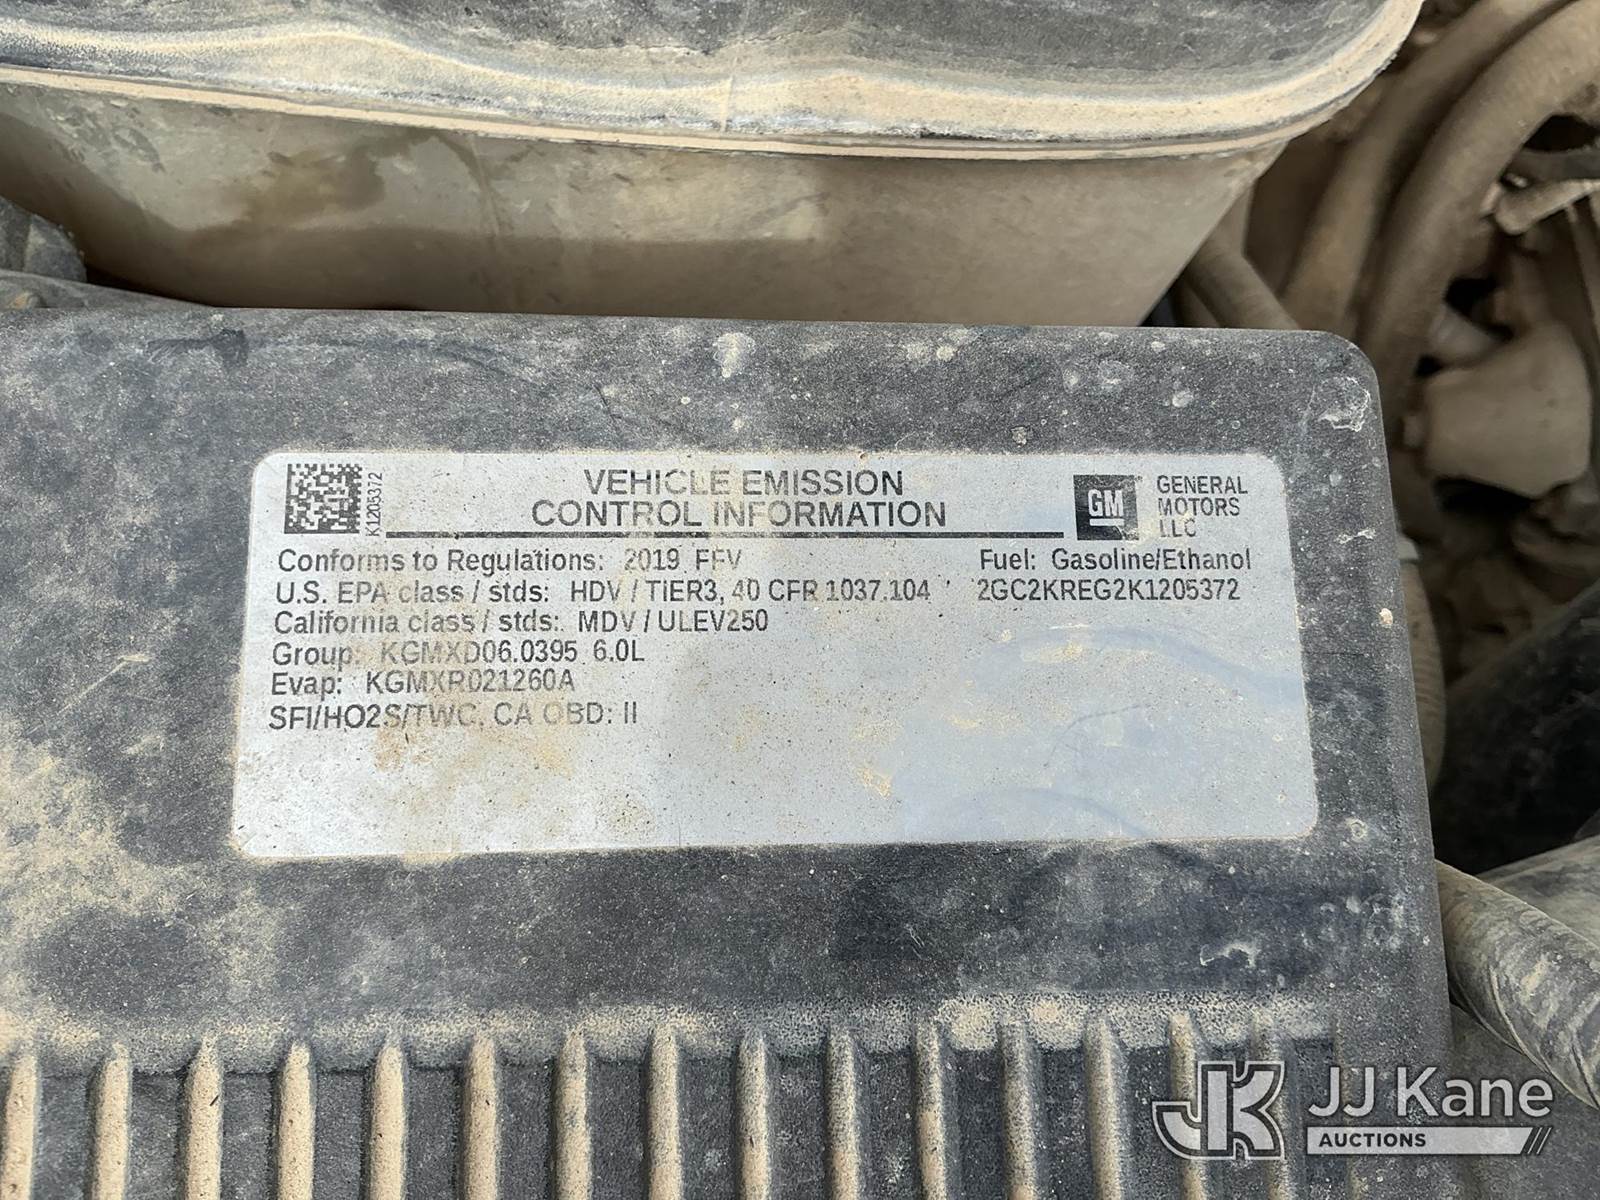 K1205372
VEHICLE EMISSION
CONTROL INFORMATION
GM
GENERAL
MOTORS
LLC
Conforms to Regulations: 2019 FFV
Fuel: Gasoline/Ethanol
U.S. EPA class / stds: HDV / TIER3, 40 CFR 1037.104
2GC2KREG2K1205372
California class / stds: MDV / ULEV250
Group: KGMXD06.0395 6.0L
Evap: KGMXR021260A
SFI/HO2S/TWC, CA OBD: II
JK
JJ Kane
AUCTIONS